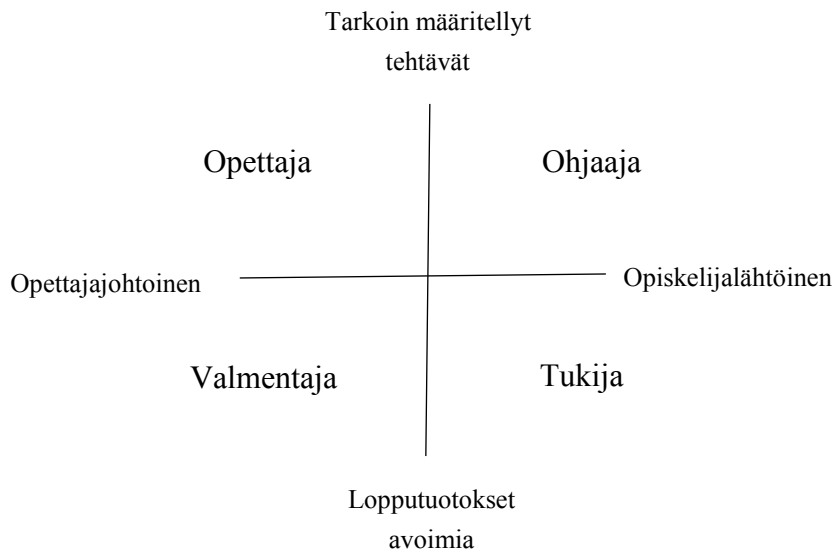 Tarkoin määritellyt
tehtävät
Opettaja
Ohjaaja
Opettajajohtoinen
Opiskelijalähtöinen
Valmentaja
Tukija
Lopputuotokset
avoimia